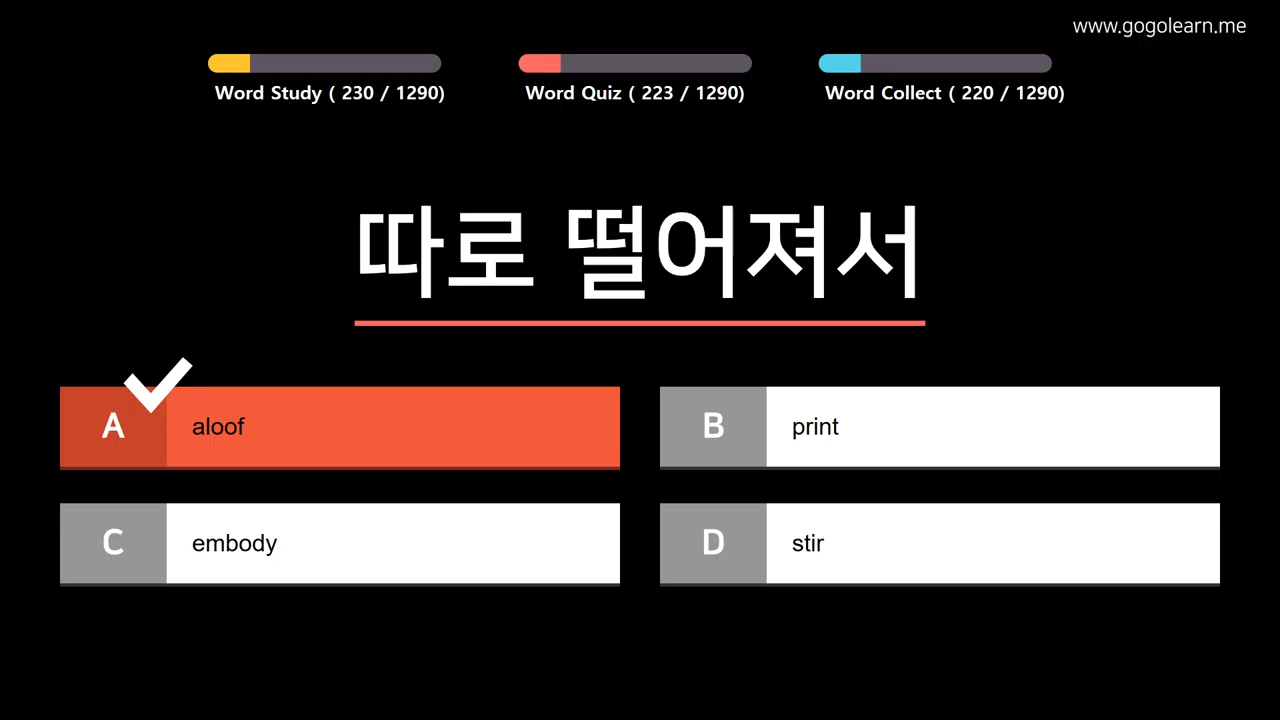 www.gogolearn.me
Word Study ( 230 / 1290)
Word Quiz ( 223 / 1290)
Word Collect ( 220 / 1290)
따로 떨어져서
A aloof
B print
C embody
D stir